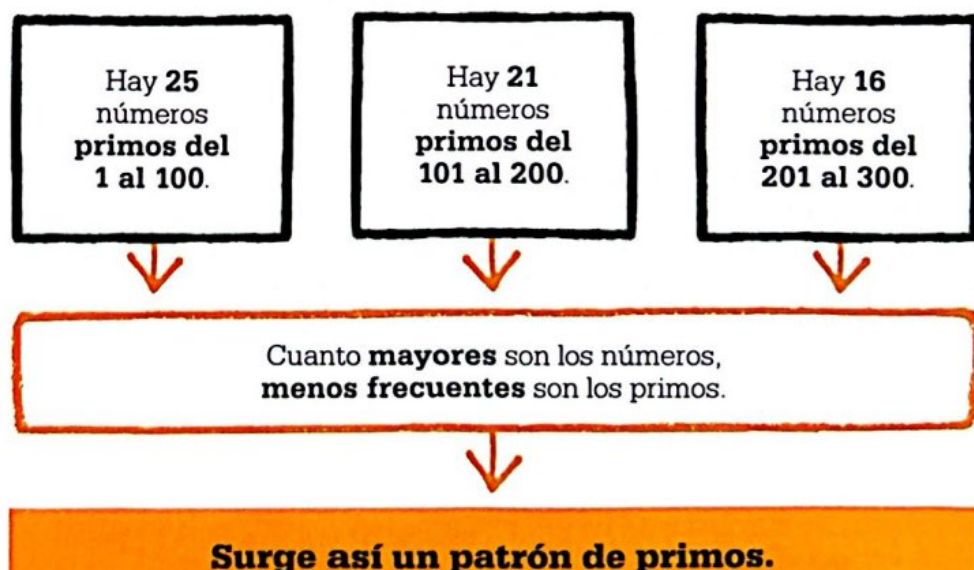 Hay 25
números
primos del
1 al 100.
Hay 21
números
primos del
101 al 200.
Hay 16
números
primos del
201 al 300.
Cuanto mayores son los números,
menos frecuentes son los primos.
Surge así un patrón de primos.